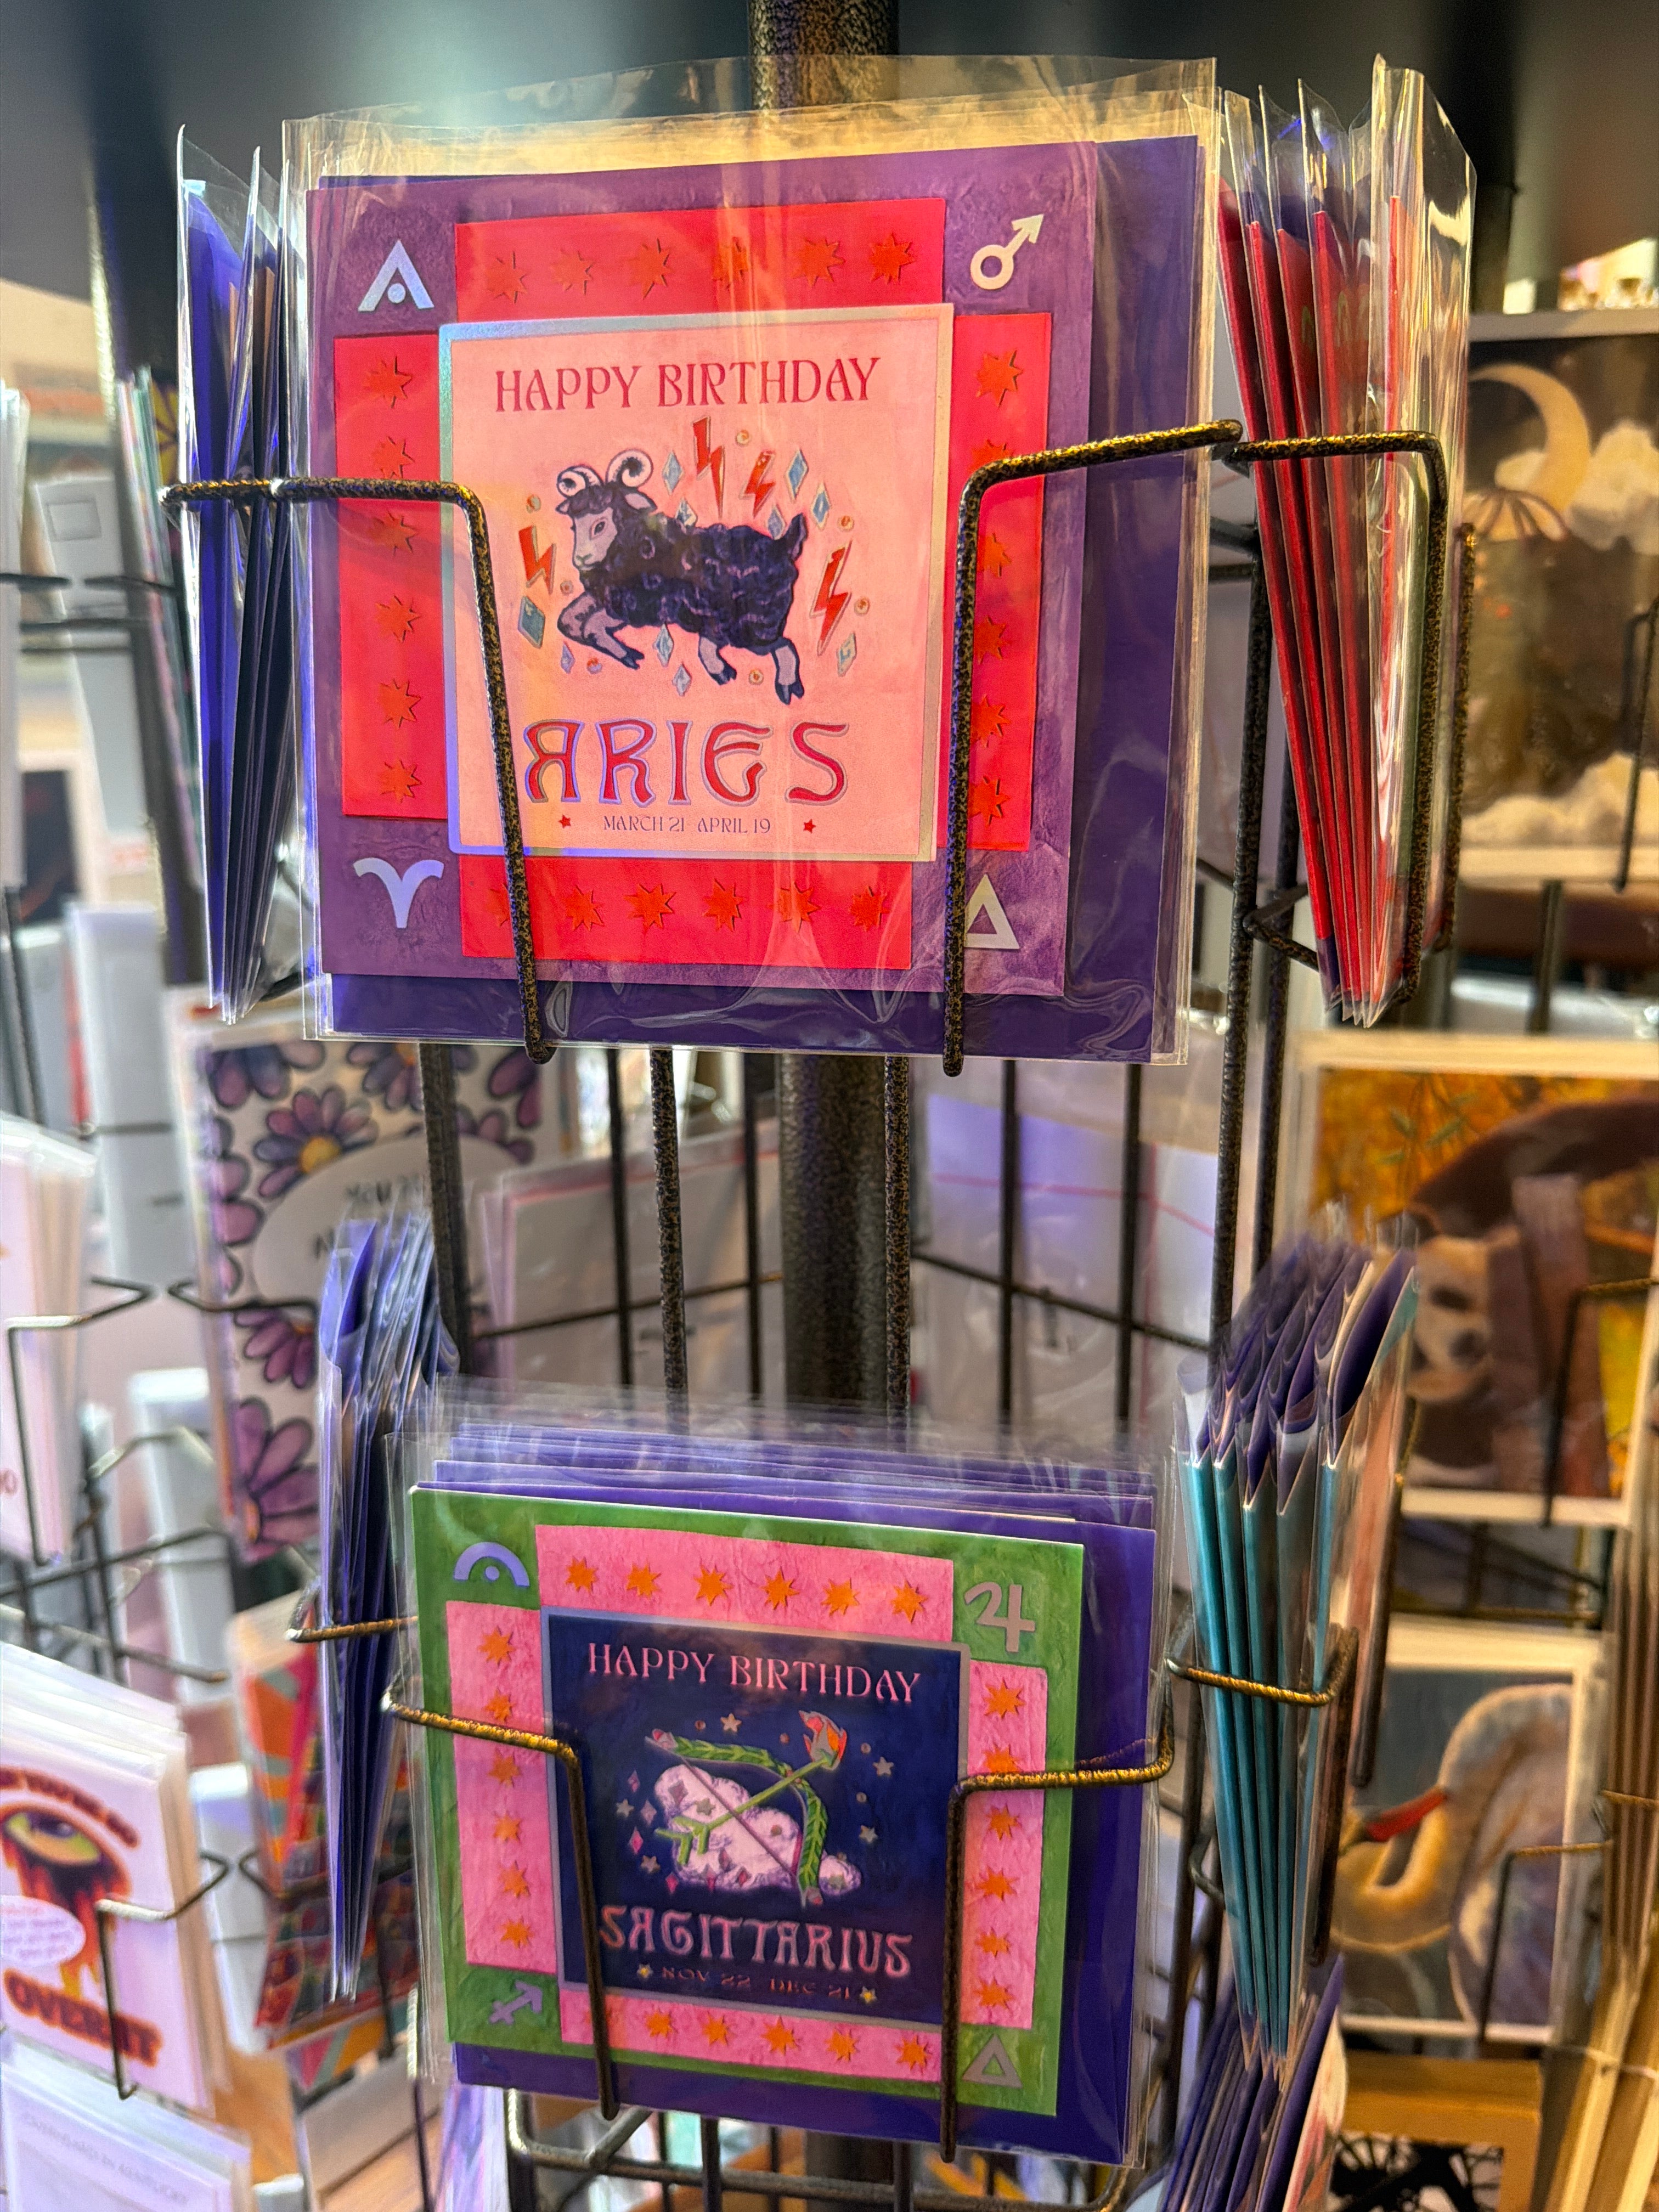 HAPPY BIRTHDAY
ARIES
MARCH 21 APRIL 19
HAPPY BIRTHDAY
SAGITTARIUS
NOV 22 DEC 21